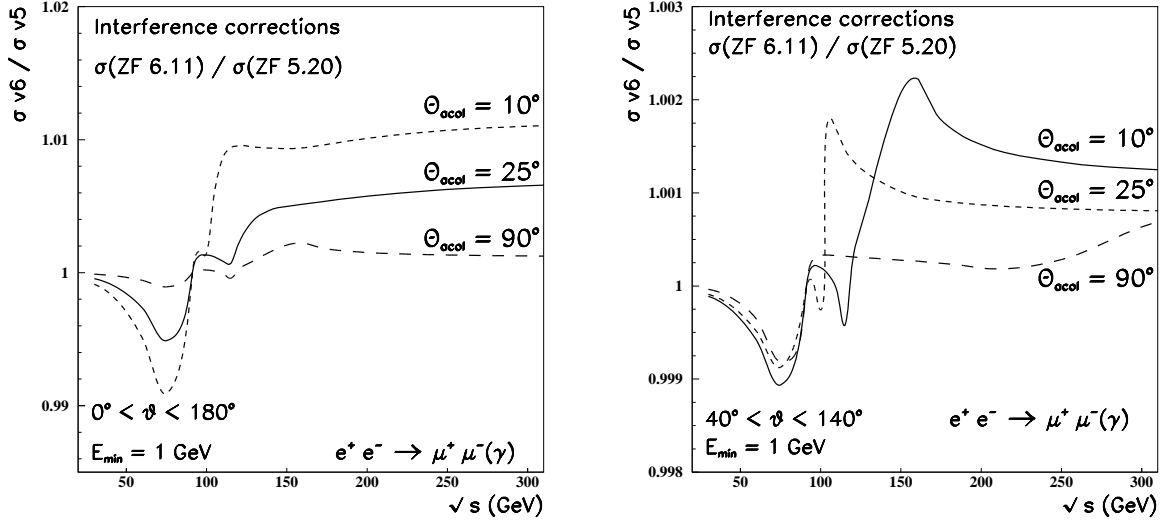 σ v6 / σ v5
1.02
1.01
1
0.99
Interference corrections
σ(ZF 6.11) / σ(ZF 5.20)
Θacol = 10°
Θacol = 25°
Θacol = 90°
0° < ϑ < 180°
Emin = 1 GeV
e+ e− → μ+ μ−(γ)
50 100 150 200 250 300
√ s (GeV)
σ v6 / σ v5
1.003
1.002
1.001
1
0.999
0.998
Interference corrections
σ(ZF 6.11) / σ(ZF 5.20)
Θacol = 10°
Θacol = 25°
Θacol = 90°
40° < ϑ < 140°
e+ e− → μ+ μ−(γ)
Emin = 1 GeV
50 100 150 200 250 300
√ s (GeV)